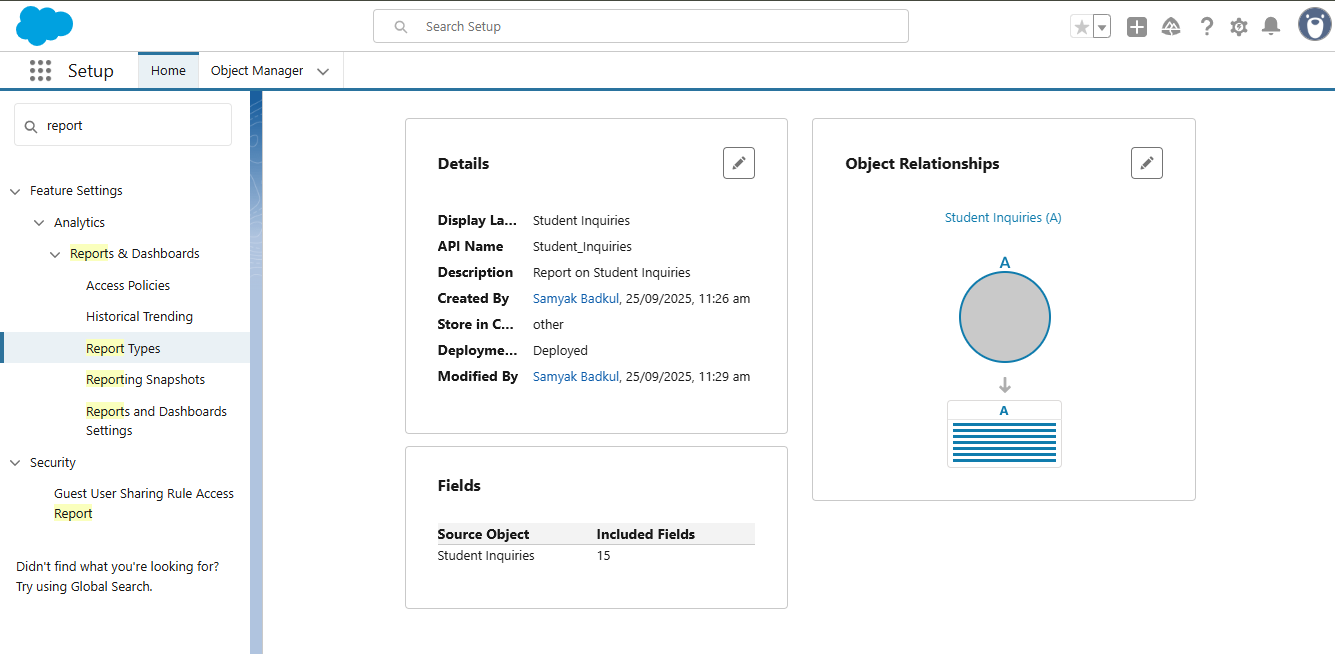 Search Setup
Setup
Home
Object Manager
report
Feature Settings
Analytics
Reports & Dashboards
Access Policies
Historical Trending
Report Types
Reporting Snapshots
Reports and Dashboards
Settings
Security
Guest User Sharing Rule Access
Report
Didn't find what you're looking for?
Try using Global Search.
Details
Display La... Student Inquiries
API Name Student_Inquiries
Description Report on Student Inquiries
Created By Samyak Badkul, 25/09/2025, 11:26 am
Store in C... other
Deployme... Deployed
Modified By Samyak Badkul, 25/09/2025, 11:29 am
Fields
Source Object Included Fields
Student Inquiries 15
Object Relationships
Student Inquiries (A)
A
A